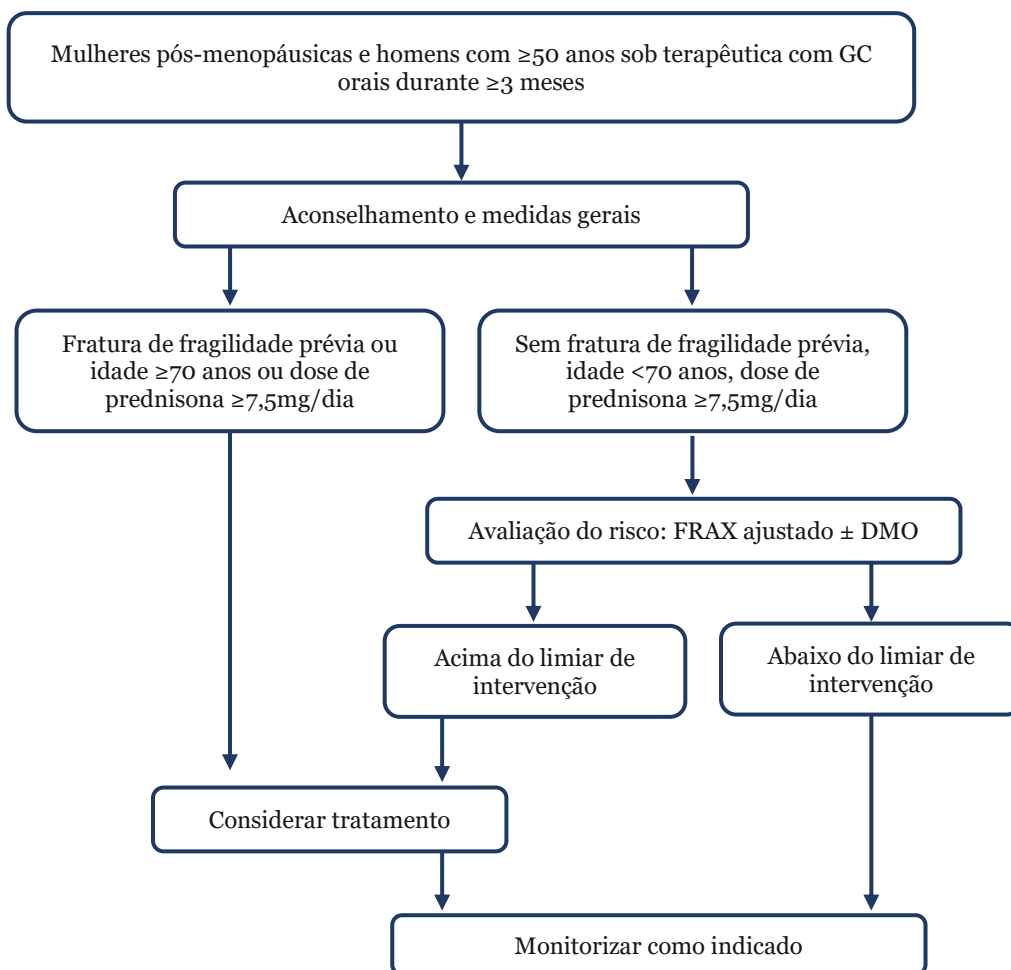 Mulheres pós-menopáusicas e homens com ≥50 anos sob terapêutica com GC
orais durante ≥3 meses
Aconselhamento e medidas gerais
Fratura de fragilidade prévia ou
idade ≥70 anos ou dose de
prednisona ≥7,5mg/dia
Sem fratura de fragilidade prévia,
idade <70 anos, dose de
prednisona ≥7,5mg/dia
Avaliação do risco: FRAX ajustado ± DMO
Acima do limiar de
intervenção
Abaixo do limiar de
intervenção
Considerar tratamento
Monitorizar como indicado